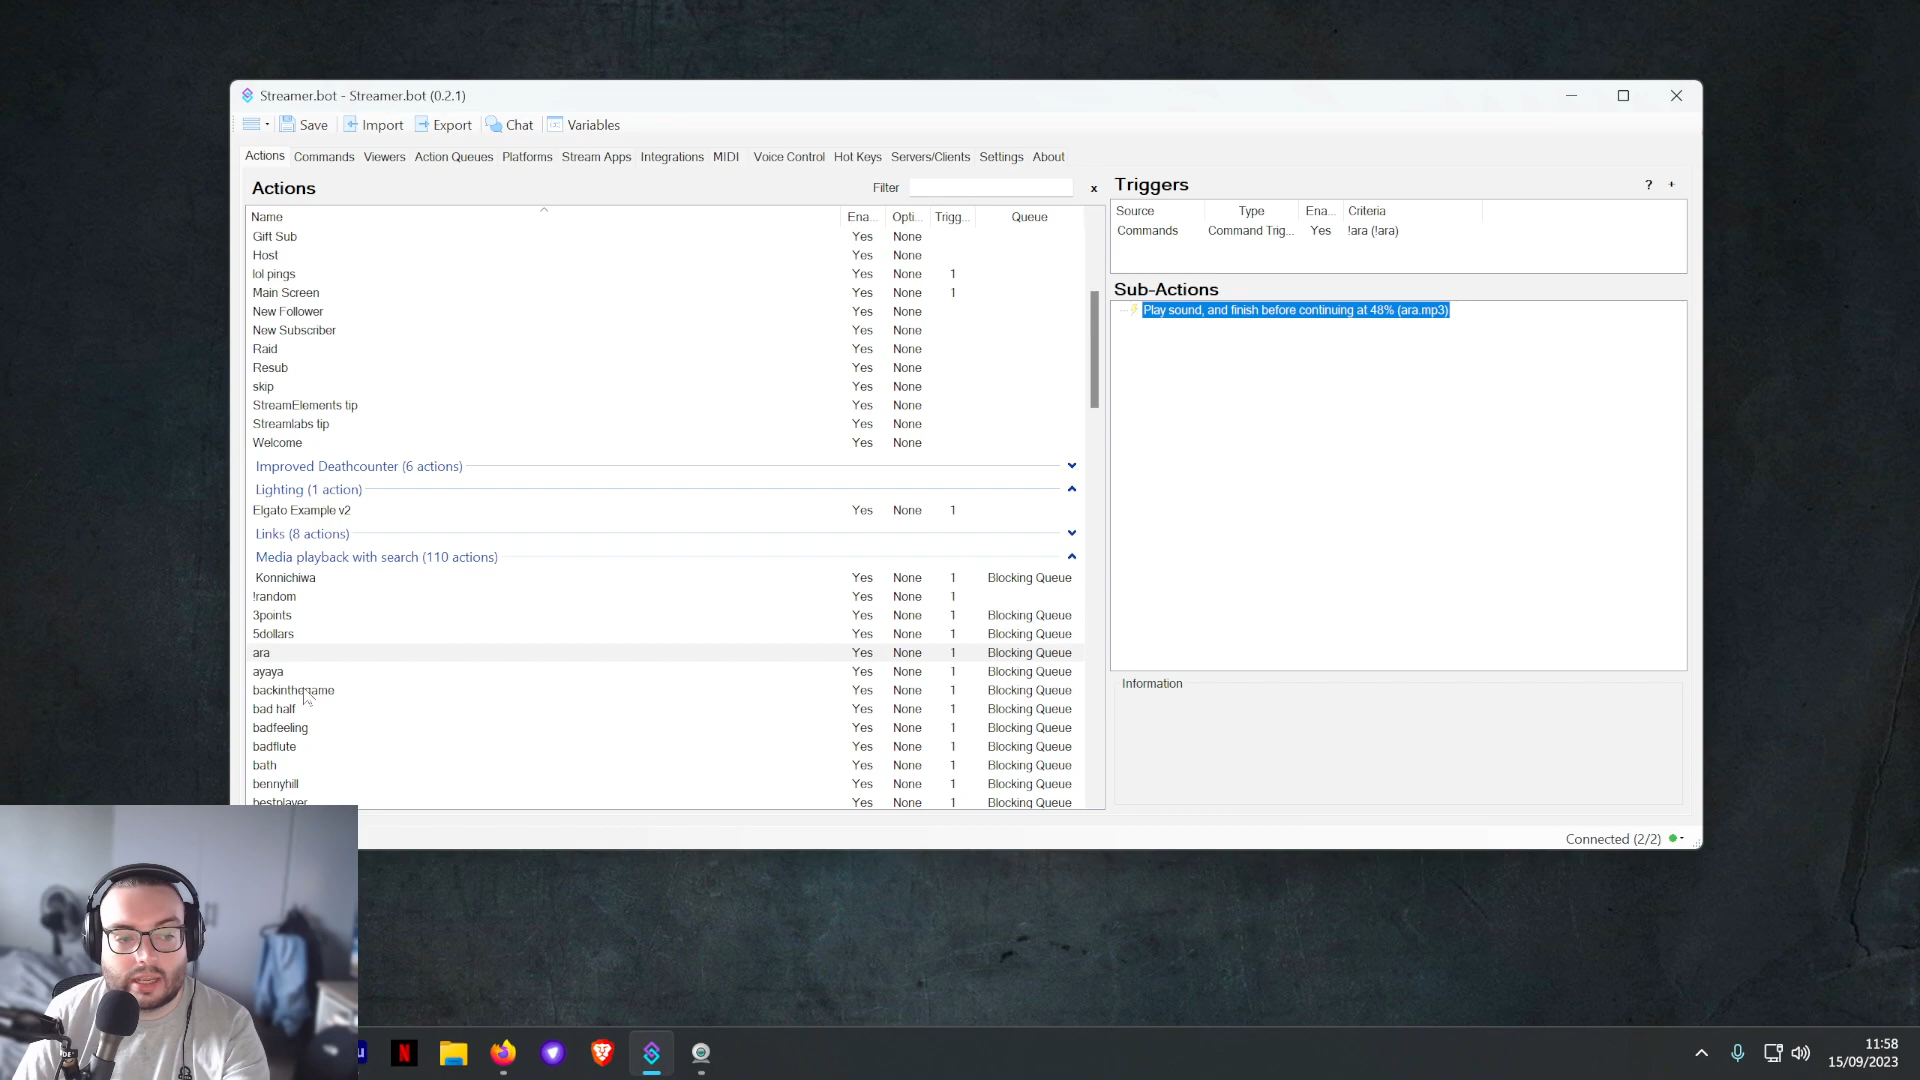 Streamer.bot - Streamer.bot (0.2.1)
Save Import Export Chat Variables
Actions Commands Viewers Action Queues Platforms Stream Apps Integrations MIDI Voice Control Hot Keys Servers/Clients Settings About
Actions Filter x
Name Ena... Opti... Trigg... Queue
Gift Sub Yes None
Host Yes None
lol pings Yes None 1
Main Screen Yes None 1
New Follower Yes None
New Subscriber Yes None
Raid Yes None
Resub Yes None
skip Yes None
StreamElements tip Yes None
Streamlabs tip Yes None
Welcome Yes None
Improved Deathcounter (6 actions)
Lighting (1 action)
Elgato Example v2 Yes None 1
Links (8 actions)
Media playback with search (110 actions)
Konnichiwa Yes None 1 Blocking Queue
!random Yes None 1
3points Yes None 1 Blocking Queue
5dollars Yes None 1 Blocking Queue
ara Yes None 1 Blocking Queue
ayaya Yes None 1 Blocking Queue
backinthegame Yes None 1 Blocking Queue
bad half Yes None 1 Blocking Queue
badfeeling Yes None 1 Blocking Queue
badflute Yes None 1 Blocking Queue
bath Yes None 1 Blocking Queue
bennyhill Yes None 1 Blocking Queue
bestplayer Yes None 1 Blocking Queue
Triggers ? +
Source Type Ena... Criteria
Commands Command Trig... Yes !ara (!ara)
Sub-Actions
Play sound, and finish before continuing at 48% (ara.mp3)
Information
Connected (2/2)
11:58
15/09/2023